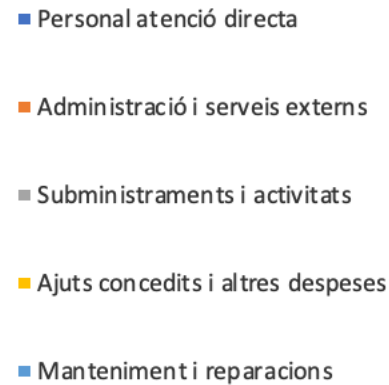 Personal atenció directa
Administració i serveis externs
Subministraments i activitats
Ajuts concedits i altres despeses
Manteniment i reparacions